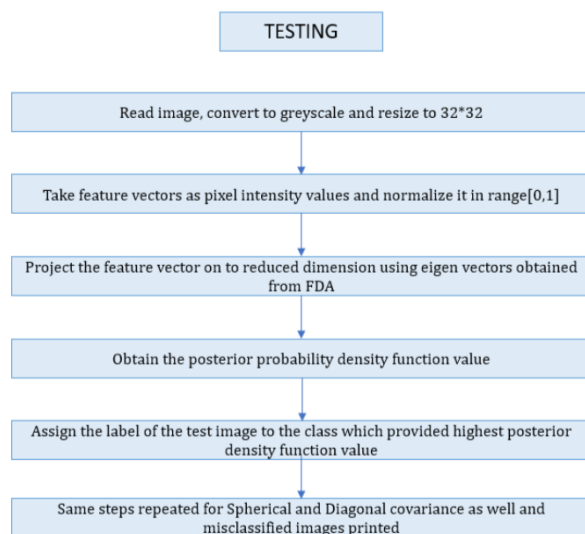 TESTING
Read image, convert to greyscale and resize to 32*32
Take feature vectors as pixel intensity values and normalize it in range[0,1]
Project the feature vector on to reduced dimension using eigen vectors obtained
from FDA
Obtain the posterior probability density function value
Assign the label of the test image to the class which provided highest posterior
density function value
Same steps repeated for Spherical and Diagonal covariance as well and
misclassified images printed